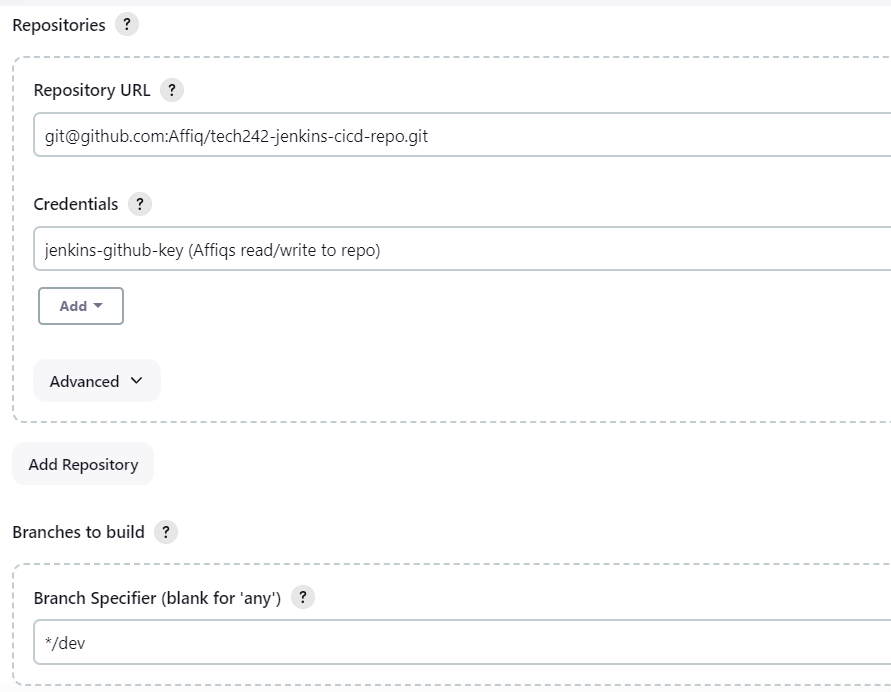 Repositories ?
Repository URL ?
git@github.com:Affiq/tech242-jenkins-cicd-repo.git
Credentials ?
jenkins-github-key (Affiqs read/write to repo)
Add
Advanced
Add Repository
Branches to build ?
Branch Specifier (blank for 'any') ?
*/dev